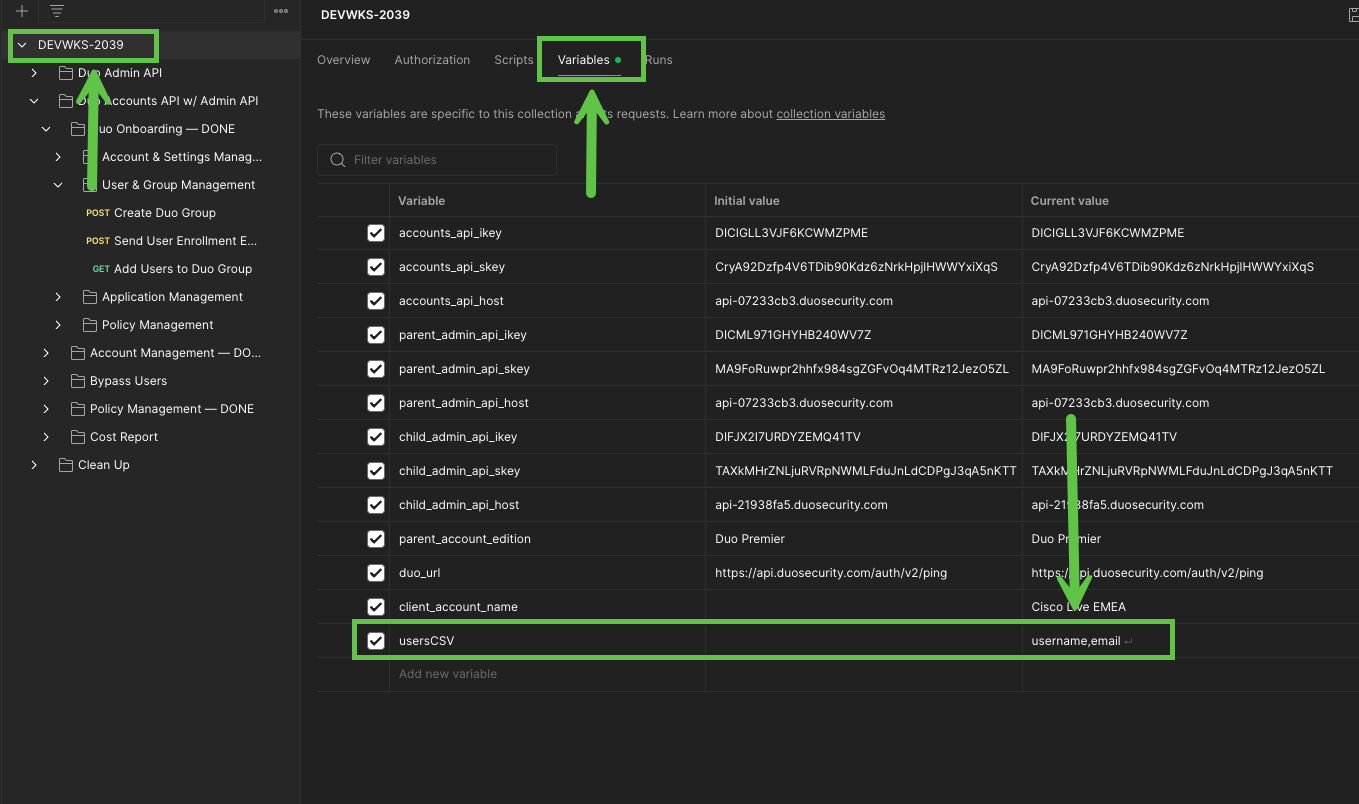 DEVWKS-2039
Duo Admin API
Duo Accounts API w/ Admin API
Duo Onboarding — DONE
Account & Settings Manag...
User & Group Management
POST Create Duo Group
POST Send User Enrollment E...
GET Add Users to Duo Group
Application Management
Policy Management
Account Management — DO...
Bypass Users
Policy Management — DONE
Cost Report
Clean Up
DEVWKS-2039
Overview Authorization Scripts Variables Runs
These variables are specific to this collection and its requests. Learn more about collection variables
Filter variables
Variable Initial value Current value
accounts_api_ikey DICIGLL3VJF6KCWMZPME DICIGLL3VJF6KCWMZPME
accounts_api_skey CryA92Dzfp4V6TDib90Kdz6zNrkHpjlHWWYxiXqS CryA92Dzfp4V6TDib90Kdz6zNrkHpjlHWWYxiXqS
accounts_api_host api-07233cb3.duosecurity.com api-07233cb3.duosecurity.com
parent_admin_api_ikey DICML971GHYHB240WV7Z DICML971GHYHB240WV7Z
parent_admin_api_skey MA9FoRuwpr2hhfx984sgZGFvOq4MTRz12JezO5ZL MA9FoRuwpr2hhfx984sgZGFvOq4MTRz12JezO5ZL
parent_admin_api_host api-07233cb3.duosecurity.com api-07233cb3.duosecurity.com
child_admin_api_ikey DIFJX2I7URDYZEMQ41TV DIFJX2I7URDYZEMQ41TV
child_admin_api_skey TAXkMHrZNLjuRVRpNWMLFduJnLdCDPgJ3qA5nKTT TAXkMHrZNLjuRVRpNWMLFduJnLdCDPgJ3qA5nKTT
child_admin_api_host api-21938fa5.duosecurity.com api-21938fa5.duosecurity.com
parent_account_edition Duo Premier Duo Premier
duo_url https://api.duosecurity.com/auth/v2/ping https://api.duosecurity.com/auth/v2/ping
client_account_name Cisco Live EMEA
usersCSV username,email ↵
Add new variable